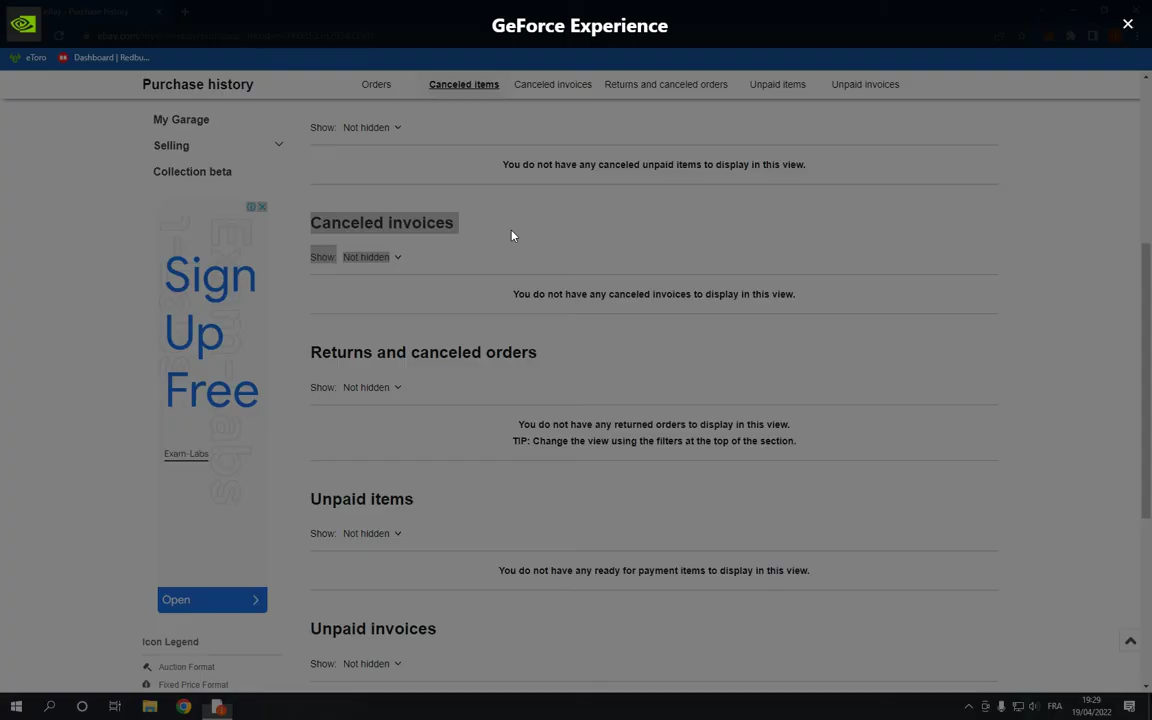 GeForce Experience
eBay - Purchase history
eToro
Dashboard | Redbu...
Purchase history
Orders
Canceled items
Canceled invoices
Returns and canceled orders
Unpaid items
Unpaid invoices
My Garage
Selling
Collection beta
Show: Not hidden
You do not have any canceled unpaid items to display in this view.
Canceled invoices
Show: Not hidden
You do not have any canceled invoices to display in this view.
Sign
Up
Free
Exarn-Labs
Open
Returns and canceled orders
Show: Not hidden
You do not have any returned orders to display in this view.
TIP: Change the view using the filters at the top of the section.
Unpaid items
Show: Not hidden
You do not have any ready for payment items to display in this view.
Unpaid invoices
Show: Not hidden
Icon Legend
Auction Format
Fixed Price Format
FRA
19:29
19/04/2022